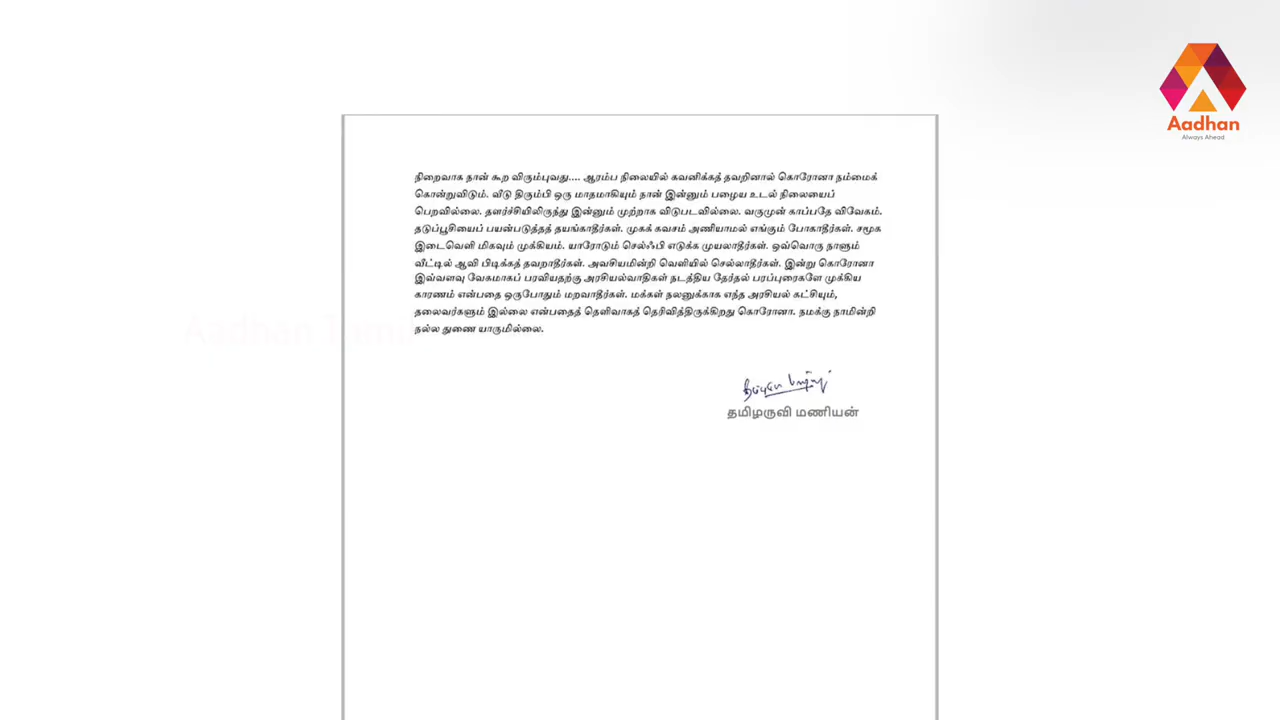 Aadhan
Always Ahead
நிறைவாக நான் கூற விரும்புவது.... ஆரம்ப நிலையில் கவனிக்கத் தவறினால் கொரோனா நம்மைக்
கொன்றுவிடும். வீடு திரும்பி ஒரு மாதமாகியும் நான் இன்னும் பழைய உடல் நிலையைப்
பெறவில்லை. தளர்ச்சியிலிருந்து இன்னும் முற்றாக விடுபடவில்லை. வருமுன் காப்பதே விவேகம்.
தடுப்பூசியைப் பயன்படுத்தத் தயங்காதீர்கள். முகக் கவசம் அணியாமல் எங்கும் போகாதீர்கள். சமூக
இடைவெளி மிகவும் முக்கியம். யாரோடும் செல்ஃபி எடுக்க முயலாதீர்கள். ஒவ்வொரு நாளும்
வீட்டில் ஆவி பிடிக்கத் தவறாதீர்கள். அவசியமின்றி வெளியில் செல்லாதீர்கள். இன்று கொரோனா
இவ்வளவு வேகமாகப் பரவியதற்கு அரசியல்வாதிகள் நடத்திய தேர்தல் பரப்புரைகளே முக்கிய
காரணம் என்பதை ஒருபோதும் மறவாதீர்கள். மக்கள் நலனுக்காக எந்த அரசியல் கட்சியும்,
தலைவர்களும் இல்லை என்பதைத் தெளிவாகத் தெரிவித்திருக்கிறது கொரோனா. நமக்கு நாமின்றி
நல்ல துணை யாருமில்லை.
தமிழருவி மணியன்